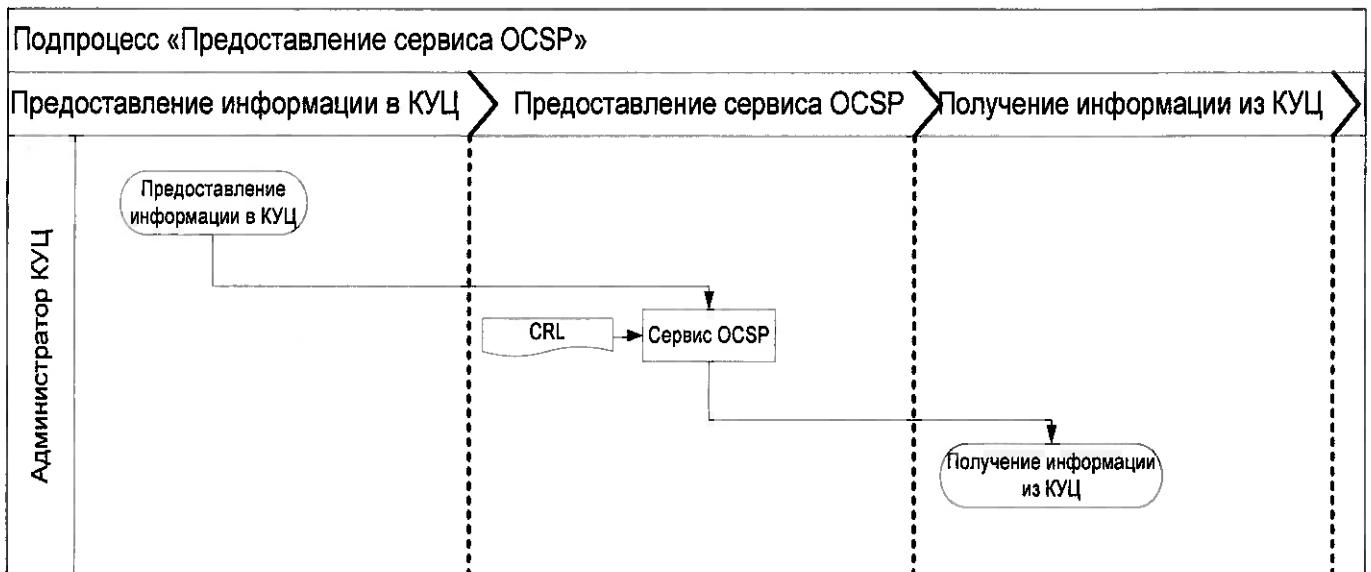 Подпроцесс «Предоставление сервиса OCSP»
Предоставление информации в КУЦ
Предоставление сервиса OCSP
Получение информации из КУЦ
Администратор КУЦ
Предоставление
информации в КУЦ
CRL
Сервис OCSP
Получение информации
из КУЦ